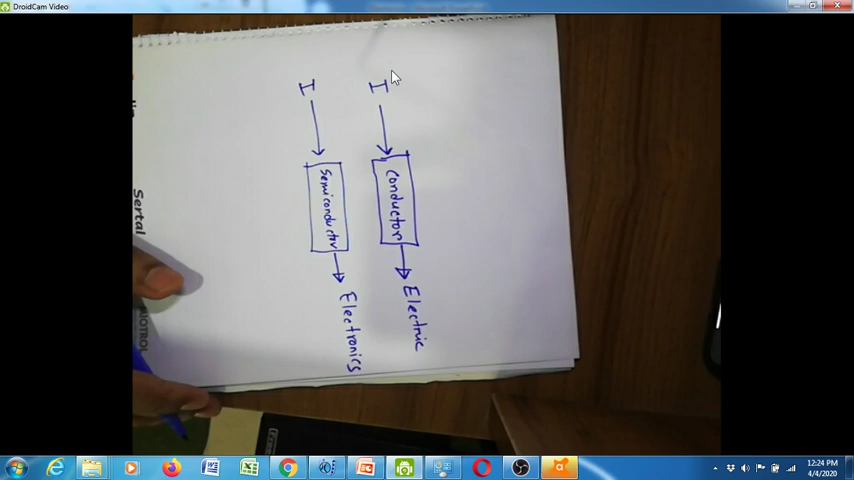 DroidCam Video
I → Conductor → Electric
I → Semiconductor → Electronics
Sertal
12:24 PM
4/4/2020